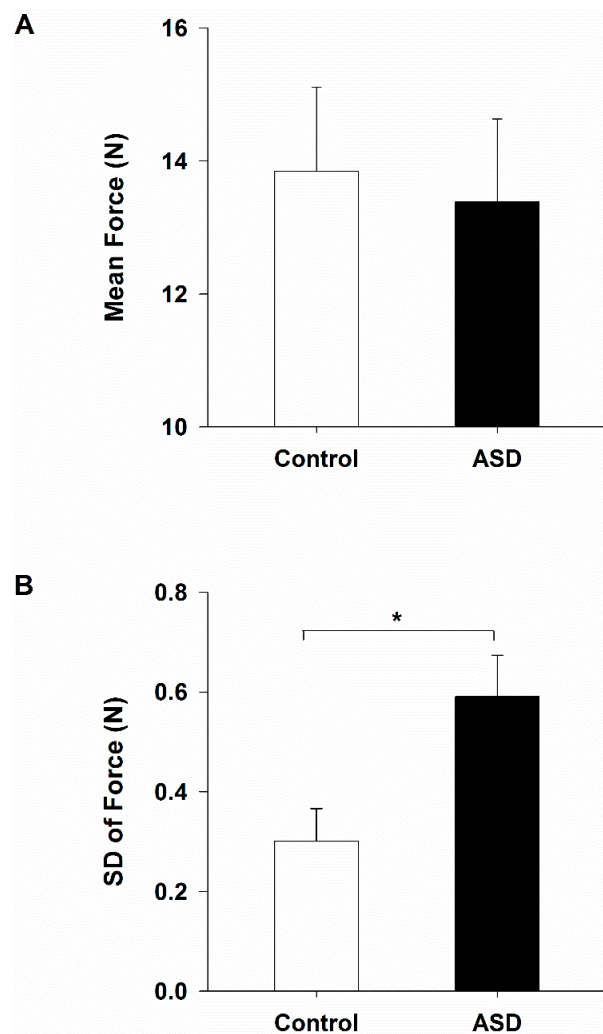 A
Mean Force (N)
16
14
12
10
Control ASD
B
SD of Force (N)
0.8
0.6
0.4
0.2
0.0
*
Control ASD